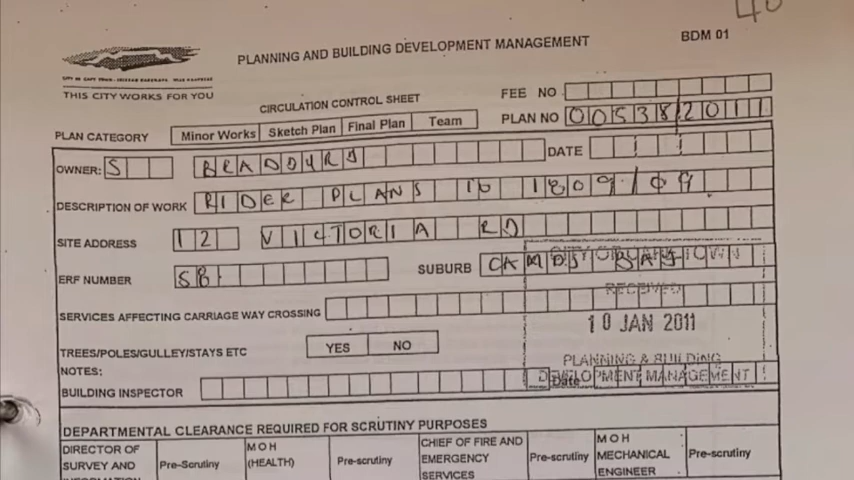 40
PLANNING AND BUILDING DEVELOPMENT MANAGEMENT
BDM 01
THIS CITY WORKS FOR YOU
CIRCULATION CONTROL SHEET
FEE NO
PLAN CATEGORY Minor Works Sketch Plan Final Plan Team
PLAN NO 005382011
OWNER: S
DATE
DESCRIPTION OF WORK RIDER PLANS TO 1809/09
SITE ADDRESS 12 VICTORIA RD
ERF NUMBER 58
SUBURB CAMPS BAY
CITY OF CAPE TOWN
RECEIVED
SERVICES AFFECTING CARRIAGE WAY CROSSING
10 JAN 2011
TREES/POLES/GULLEY/STAYS ETC YES NO
PLANNING & BUILDING
NOTES:
DEVELOPMENT MANAGEMENT
BUILDING INSPECTOR
Date
DEPARTMENTAL CLEARANCE REQUIRED FOR SCRUTINY PURPOSES
DIRECTOR OF SURVEY AND
Pre-Scrutiny
MOH (HEALTH)
Pre-scrutiny
CHIEF OF FIRE AND EMERGENCY SERVICES
Pre-scrutiny
MOH MECHANICAL ENGINEER
Pre-scrutiny